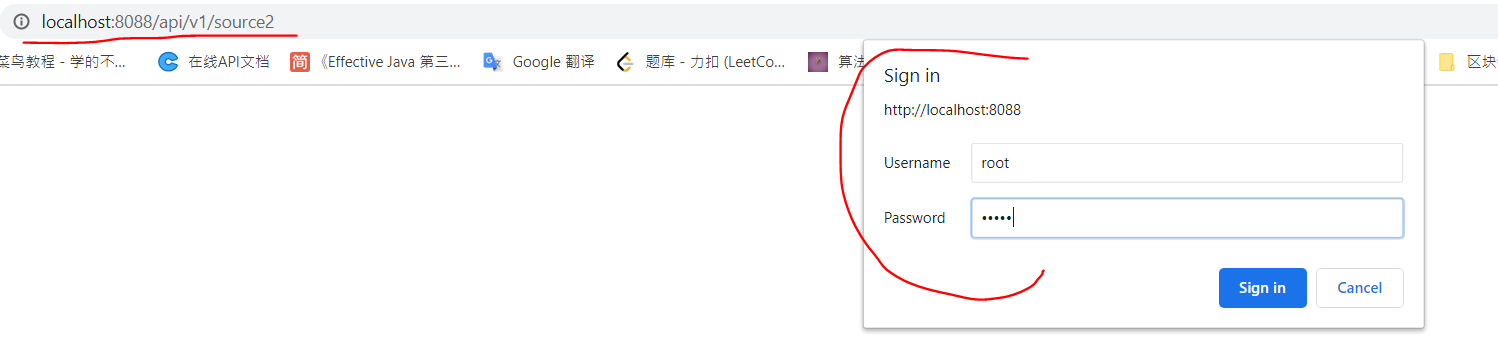 localhost:8088/api/v1/source2
菜鸟教程 - 学的不... 在线API文档 简 《Effective Java 第三... Google 翻译 题库 - 力扣 (LeetCo... 算法 区块
Sign in
http://localhost:8088
Username root
Password •••••
Sign in Cancel